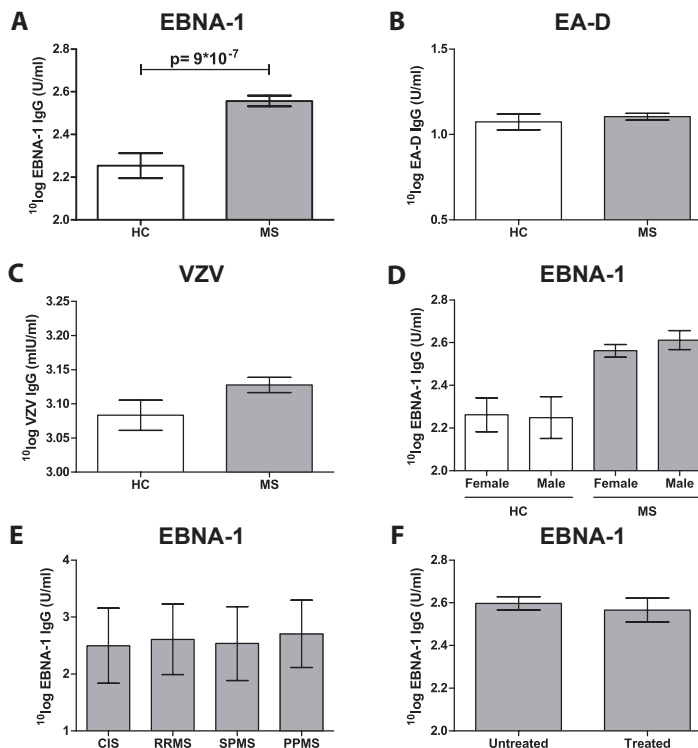 A
EBNA-1
p= 9*10-7
10log EBNA-1 IgG (U/ml)
2.8
2.6
2.4
2.2
2.0
HC MS
B
EA-D
10log EA-D IgG (U/ml)
1.5
1.0
0.5
HC MS
C
VZV
10log VZV IgG (mIU/ml)
3.25
3.20
3.15
3.10
3.05
3.00
HC MS
D
EBNA-1
10log EBNA-1 IgG (U/ml)
2.8
2.6
2.4
2.2
2.0
Female Male Female Male
HC MS
E
EBNA-1
10log EBNA-1 IgG (U/ml)
4
3
2
1
CIS RRMS SPMS PPMS
F
EBNA-1
10log EBNA-1 IgG (U/ml)
2.8
2.6
2.4
2.2
2.0
Untreated Treated